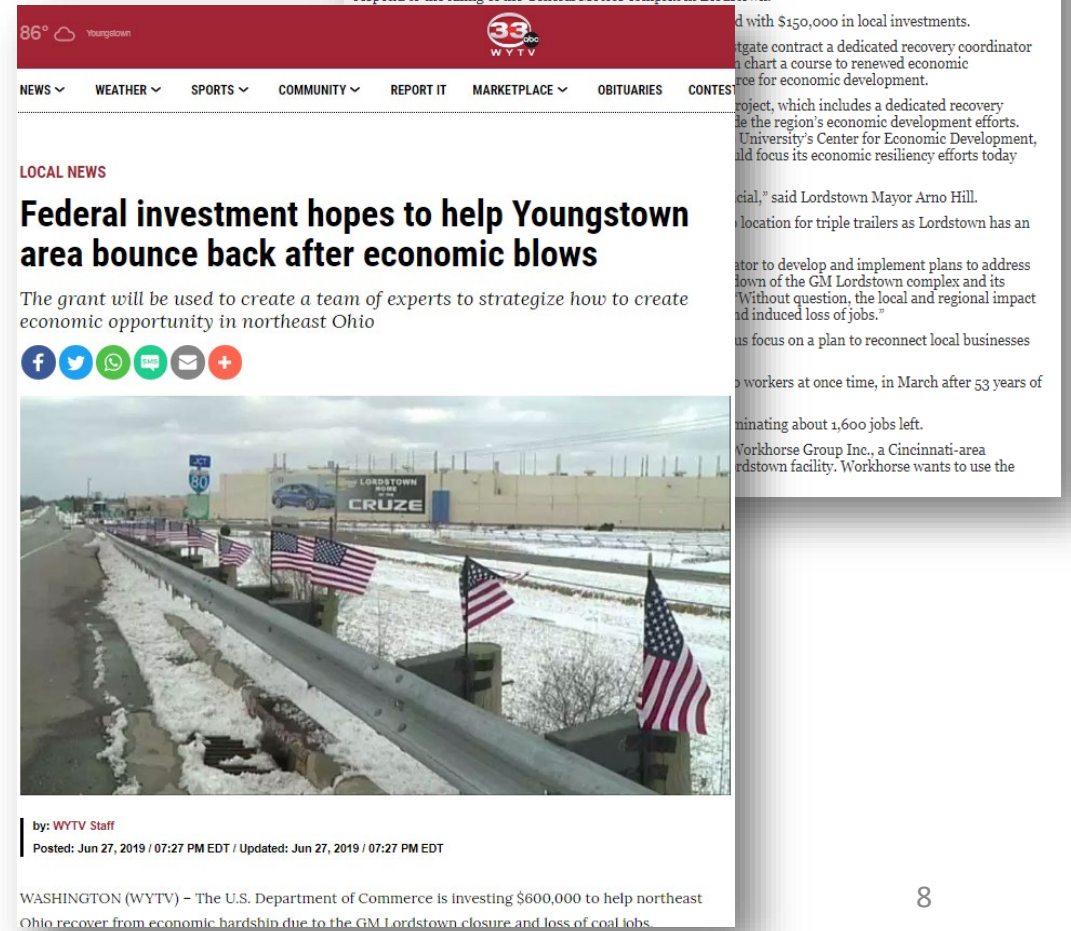 86°
Youngstown
33
abc
WYTV
NEWS WEATHER SPORTS COMMUNITY REPORT IT MARKETPLACE OBITUARIES CONTEST
LOCAL NEWS
Federal investment hopes to help Youngstown
area bounce back after economic blows
The grant will be used to create a team of experts to strategize how to create
economic opportunity in northeast Ohio
SMS
JCT
80
LORDSTOWN
HOME
OF THE
CRUZE
by: WYTV Staff
Posted: Jun 27, 2019 / 07:27 PM EDT / Updated: Jun 27, 2019 / 07:27 PM EDT
WASHINGTON (WYTV) – The U.S. Department of Commerce is investing $600,000 to help northeast
Ohio recover from economic hardship due to the GM Lordstown closure and loss of coal jobs.
d with $150,000 in local investments.
tgate contract a dedicated recovery coordinator
chart a course to renewed economic
rce for economic development.
roject, which includes a dedicated recovery
de the region's economic development efforts.
University's Center for Economic Development,
uld focus its economic resiliency efforts today
cial,” said Lordstown Mayor Arno Hill.
location for triple trailers as Lordstown has an
ator to develop and implement plans to address
down of the GM Lordstown complex and its
“Without question, the local and regional impact
nd induced loss of jobs.”
us focus on a plan to reconnect local businesses
workers at once time, in March after 53 years of
minating about 1,600 jobs left.
Workhorse Group Inc., a Cincinnati-area
rdstown facility. Workhorse wants to use the
8